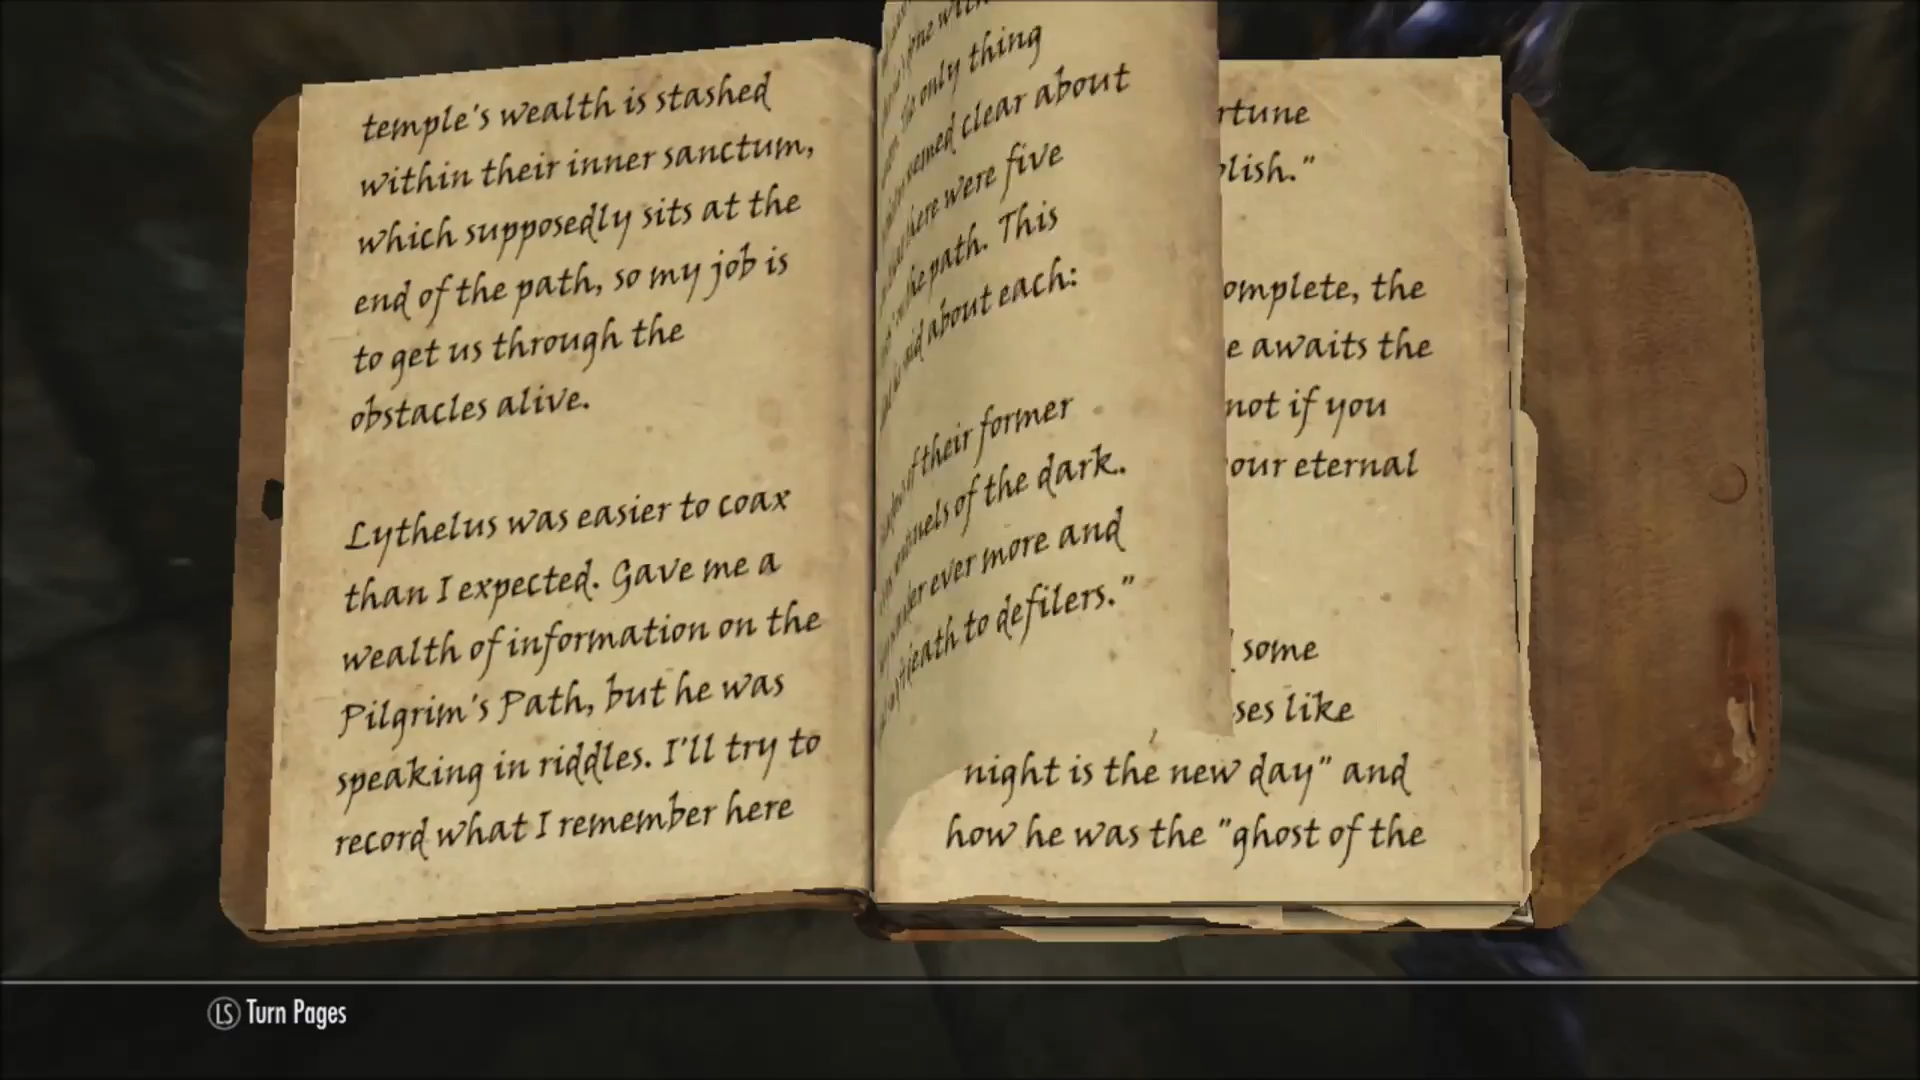 temple's wealth is stashed
within their inner sanctum,
which supposedly sits at the
end of the path, so my job is
to get us through the
obstacles alive.
Lythelus was easier to coax
than I expected. Gave me a
wealth of information on the
Pilgrim's Path, but he was
speaking in riddles. I'll try to
record what I remember here
only thing
seemed clear about
there were five
the path. This
said about each:
of their former
sentinels of the dark.
ever more and
death to defilers."
rtune
lish."
omplete, the
e awaits the
not if you
our eternal
some
ses like
night is the new day" and
how he was the "ghost of the
LS Turn Pages